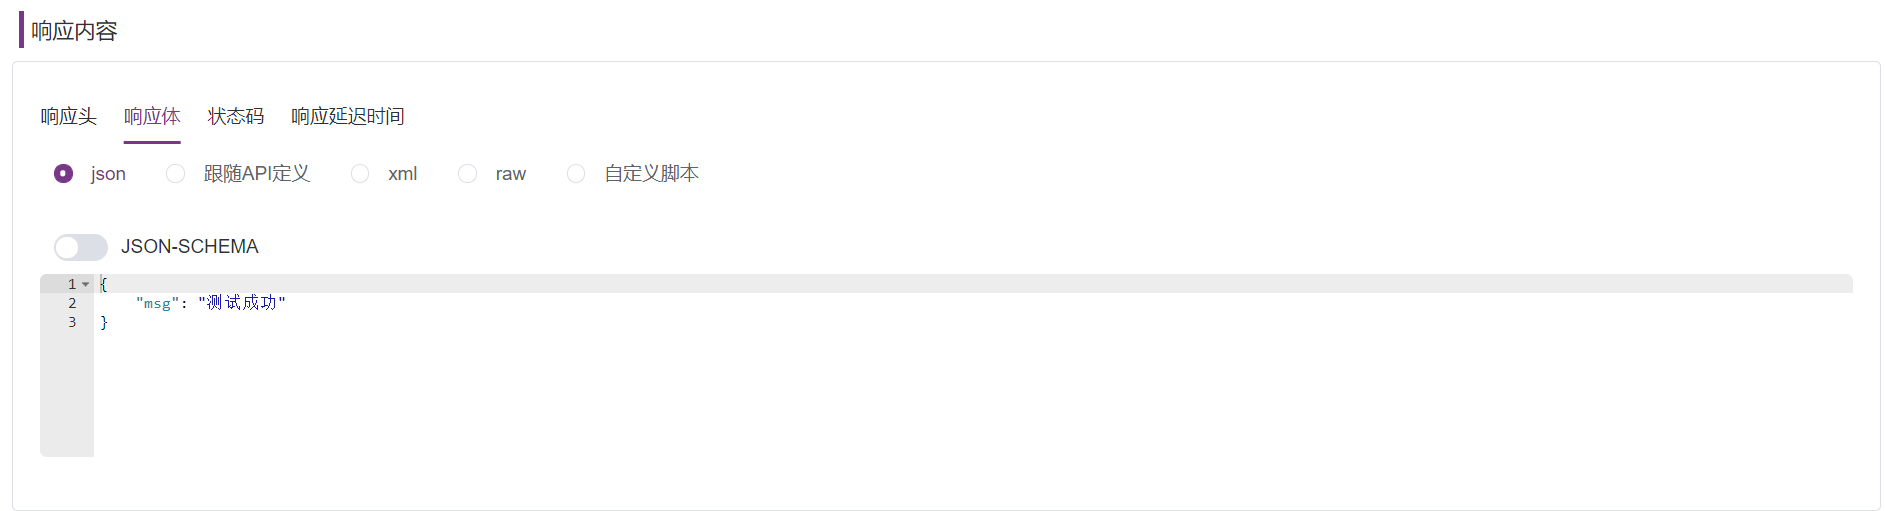 响应内容
响应头 响应体 状态码 响应延迟时间
json 跟随API定义 xml raw 自定义脚本
JSON-SCHEMA
1 {
2 "msg": "测试成功"
3 }